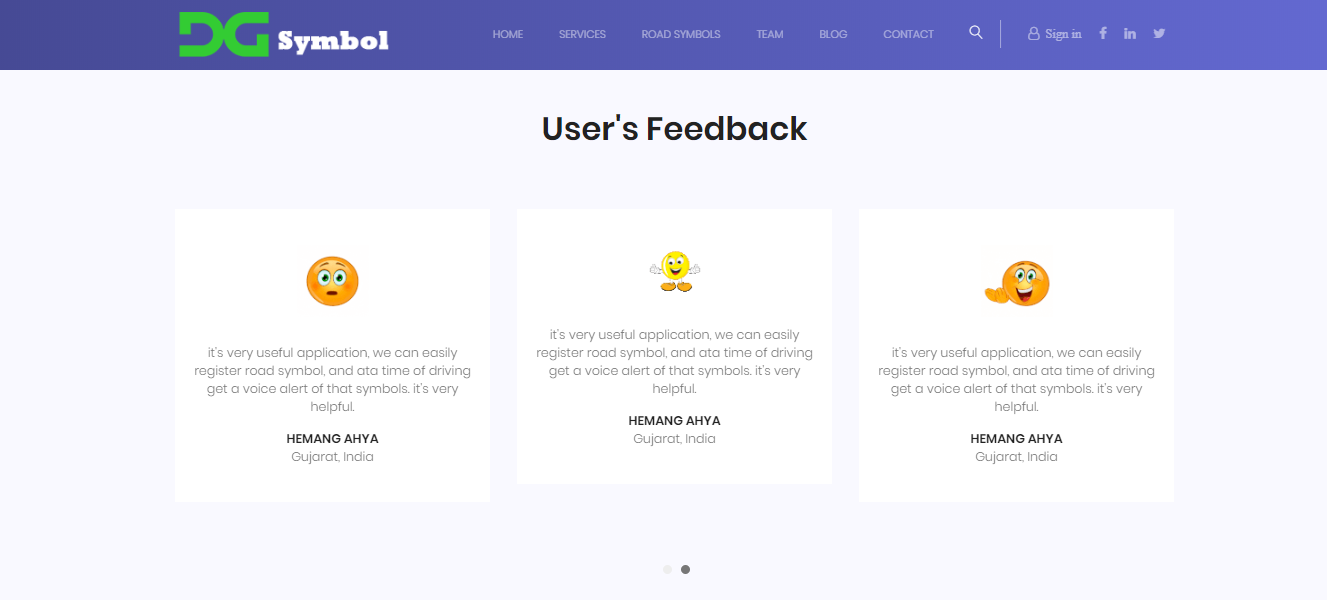 DG Symbol
HOME SERVICES ROAD SYMBOLS TEAM BLOG CONTACT Sign in
User's Feedback
it's very useful application, we can easily
register road symbol, and ata time of driving
get a voice alert of that symbols. it's very
helpful.
HEMANG AHYA
Gujarat, India
it's very useful application, we can easily
register road symbol, and ata time of driving
get a voice alert of that symbols. it's very
helpful.
HEMANG AHYA
Gujarat, India
it's very useful application, we can easily
register road symbol, and ata time of driving
get a voice alert of that symbols. it's very
helpful.
HEMANG AHYA
Gujarat, India